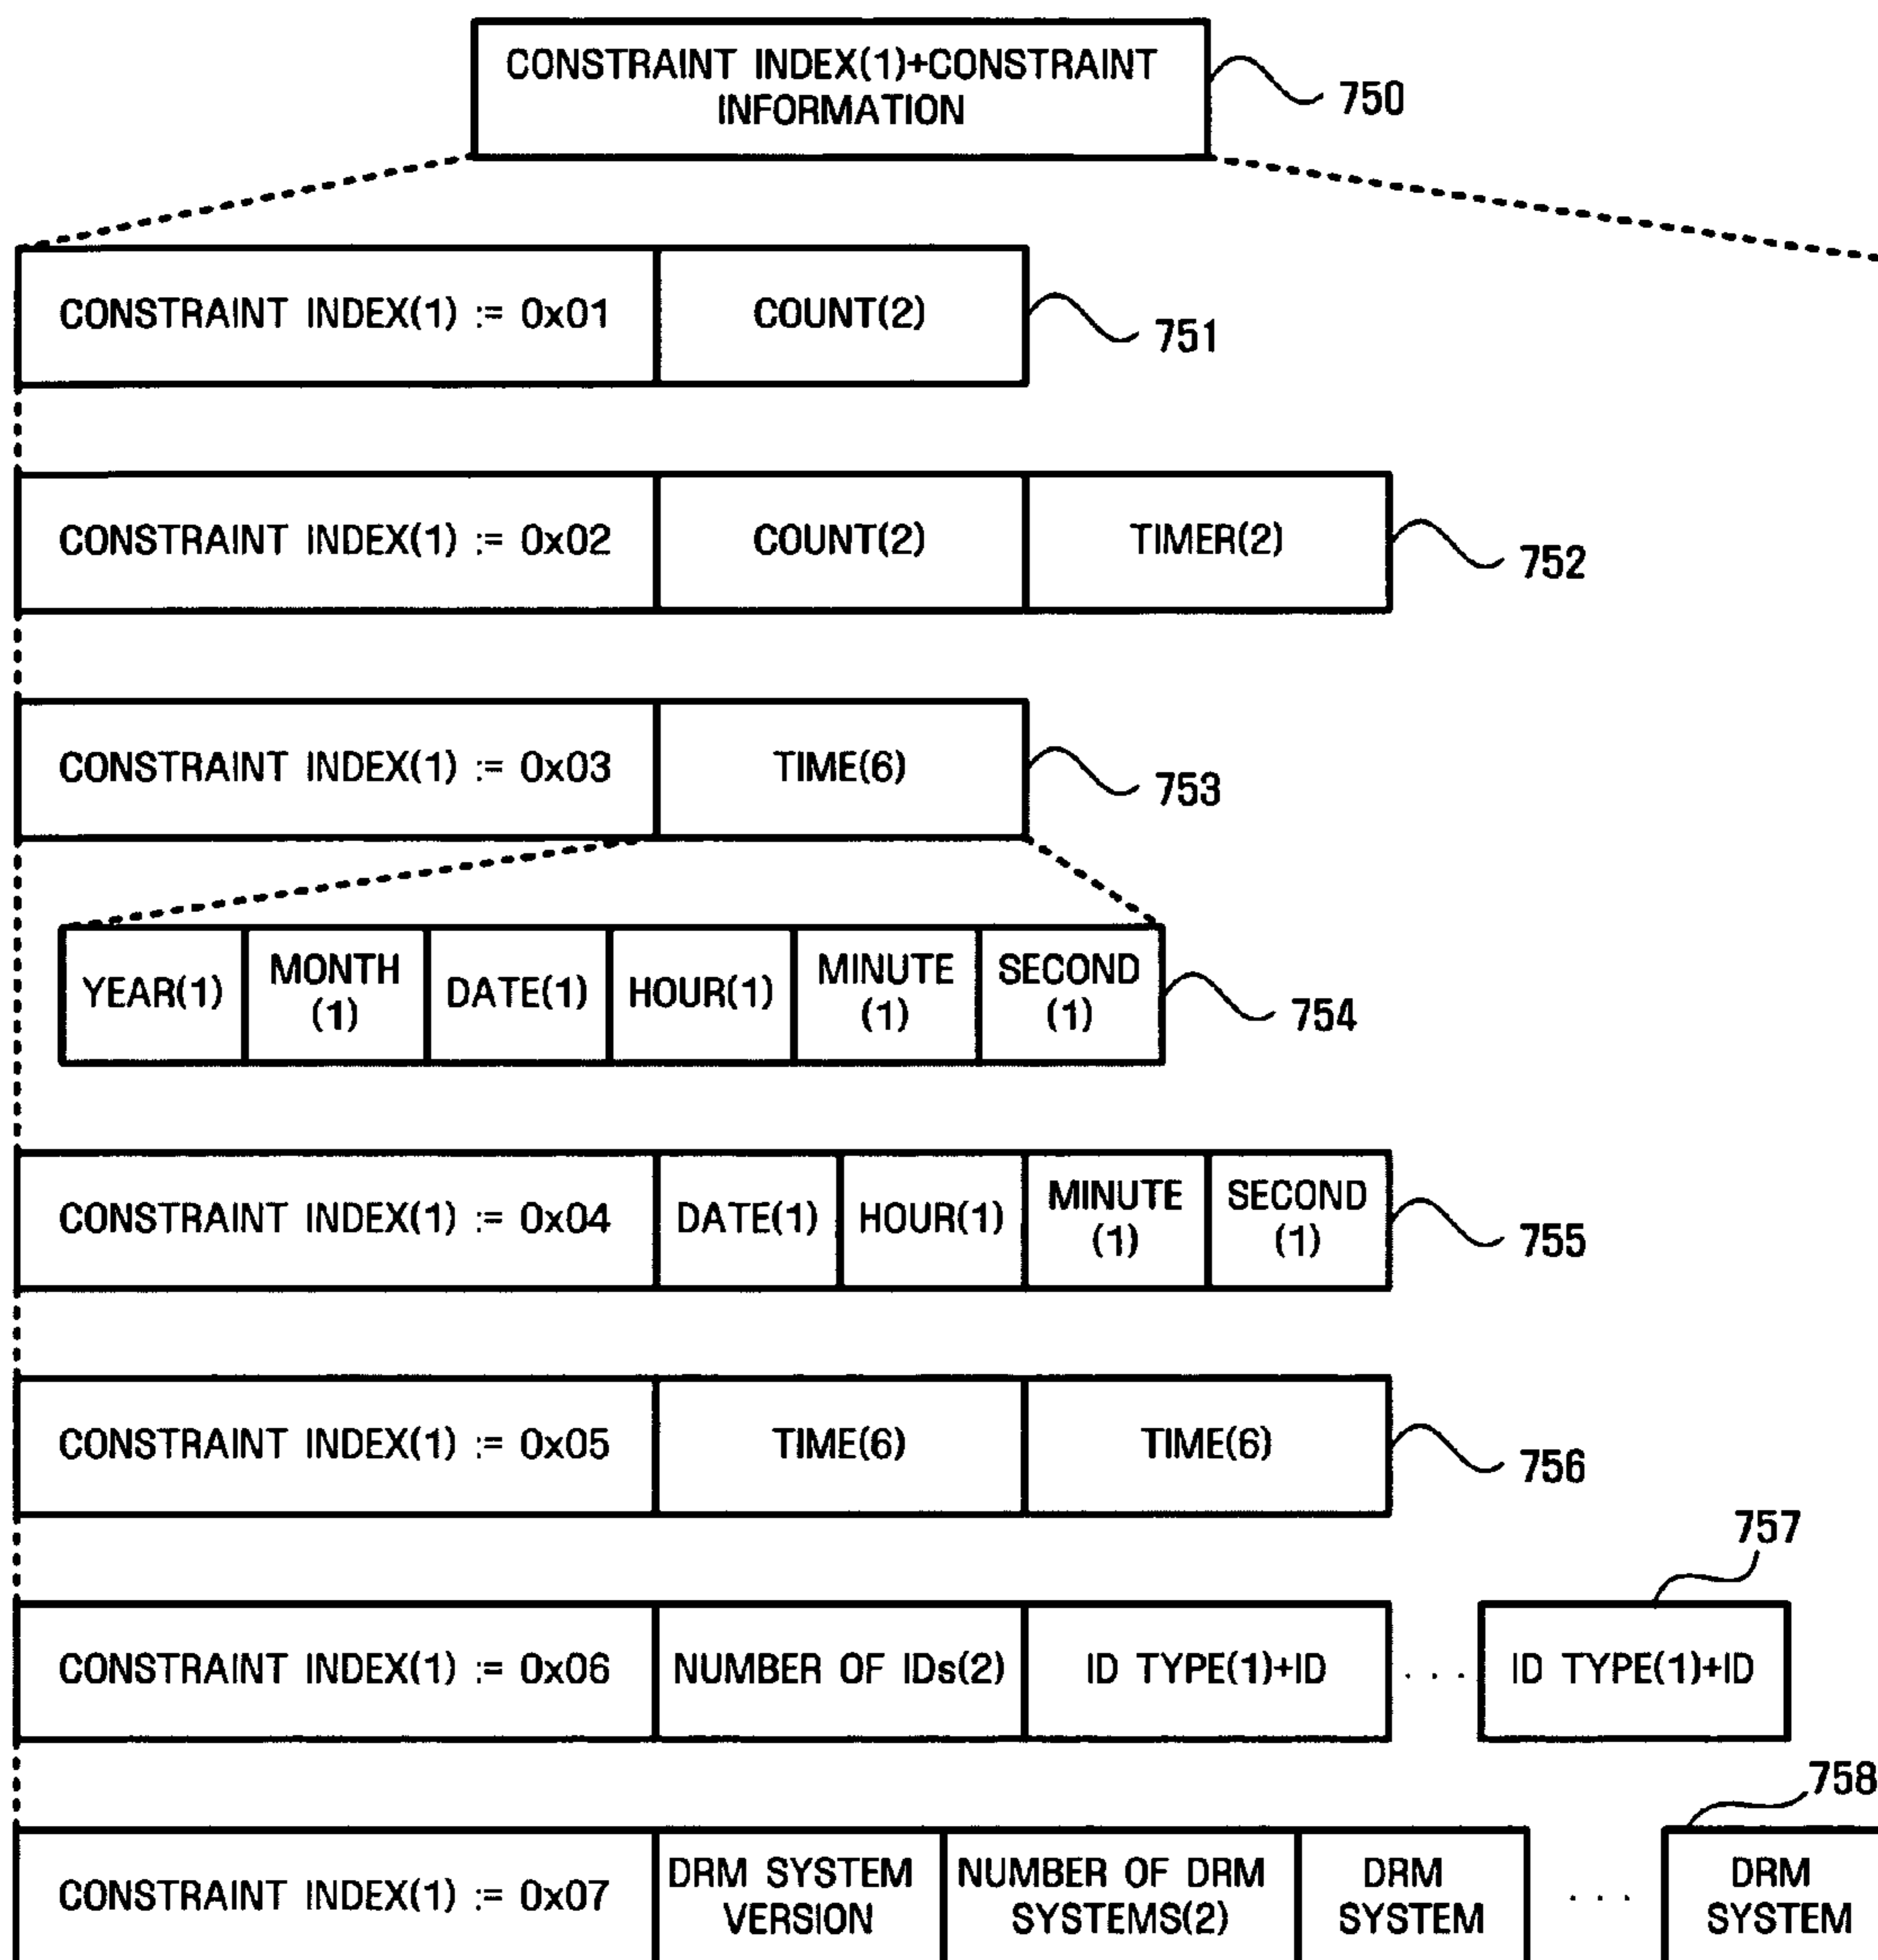 CONSTRAINT INDEX(1)+CONSTRAINT
INFORMATION
750
CONSTRAINT INDEX(1) := 0x01
COUNT(2)
751
CONSTRAINT INDEX(1) := 0x02
COUNT(2)
TIMER(2)
752
CONSTRAINT INDEX(1) := 0x03
TIME(6)
753
YEAR(1)
MONTH
(1)
DATE(1)
HOUR(1)
MINUTE
(1)
SECOND
(1)
754
CONSTRAINT INDEX(1) := 0x04
DATE(1)
HOUR(1)
MINUTE
(1)
SECOND
(1)
755
CONSTRAINT INDEX(1) := 0x05
TIME(6)
TIME(6)
756
757
CONSTRAINT INDEX(1) := 0x06
NUMBER OF IDs(2)
ID TYPE(1)+ID
. . .
ID TYPE(1)+ID
758
CONSTRAINT INDEX(1) := 0x07
DRM SYSTEM
VERSION
NUMBER OF DRM
SYSTEMS(2)
DRM
SYSTEM
. . .
DRM
SYSTEM